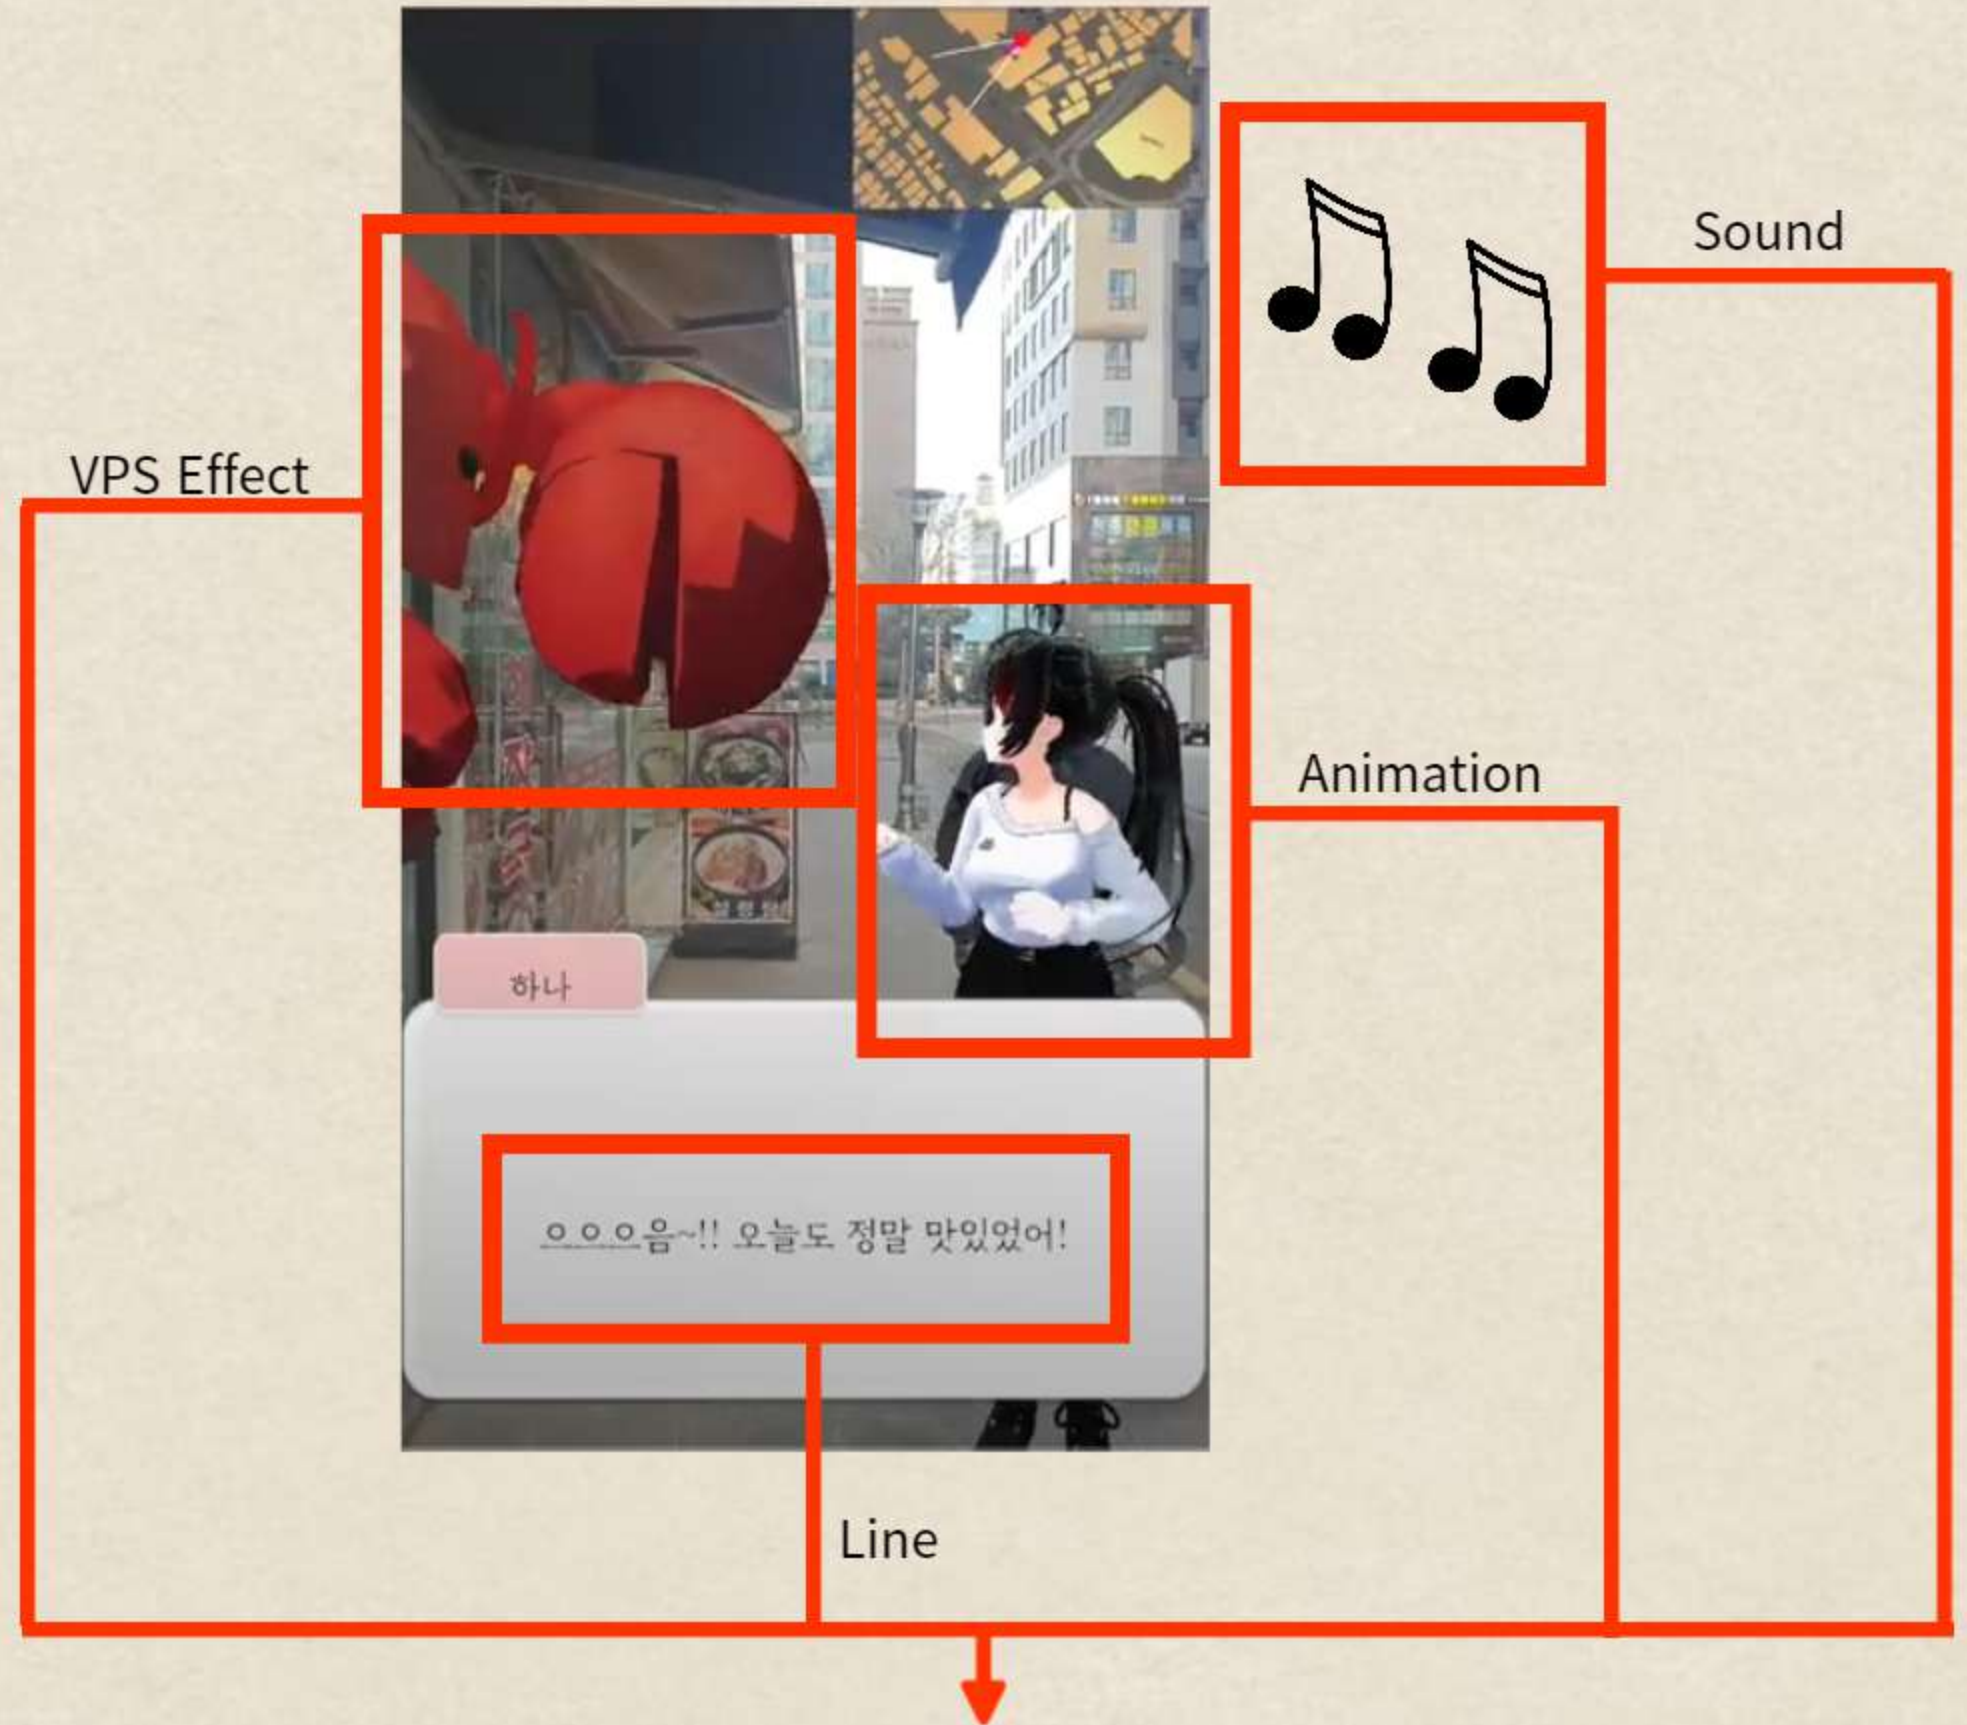 Sound
VPS Effect
Animation
하나
으으으음~!! 오늘도 정말 맛있었어!
Line